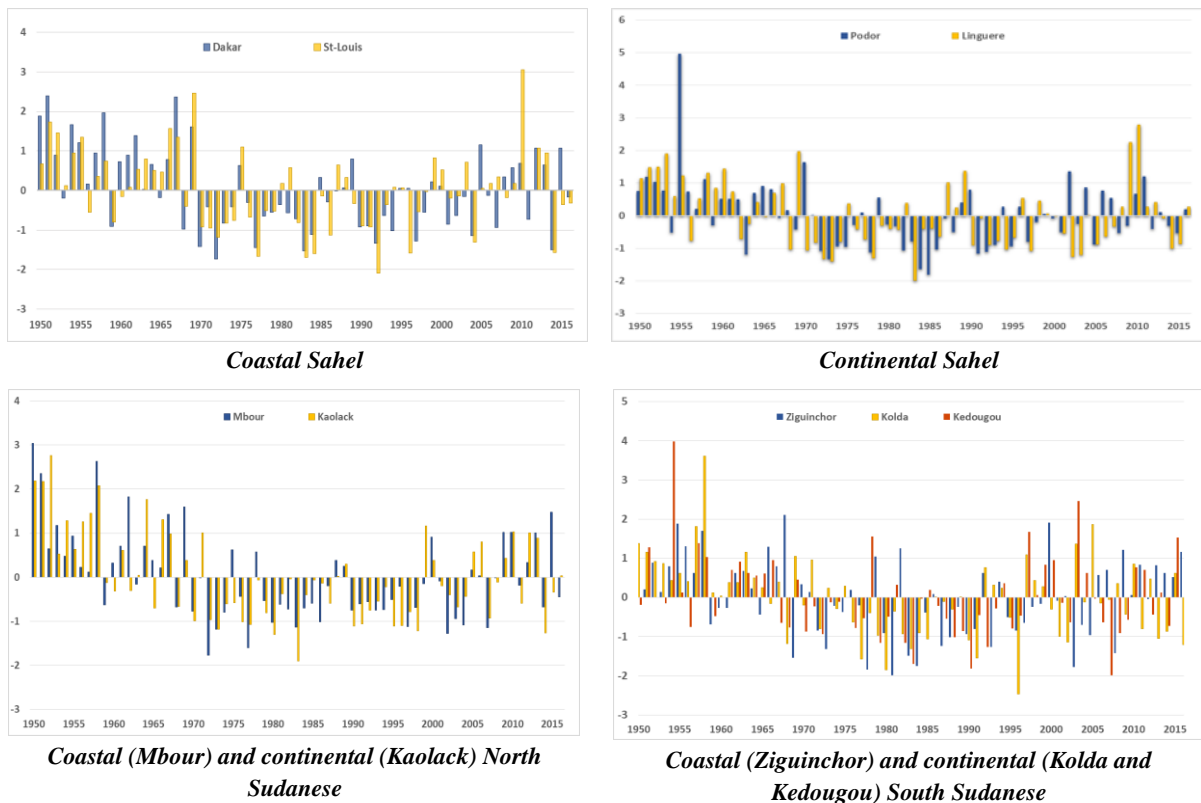 Dakar St-Louis
4
3
2
1
0
-1
-2
-3
1950 1955 1960 1965 1970 1975 1980 1985 1990 1995 2000 2005 2010 2015
Coastal Sahel
Podor Linguere
6
5
4
3
2
1
0
-1
-2
-3
1950 1955 1960 1965 1970 1975 1980 1985 1990 1995 2000 2005 2010 2015
Continental Sahel
Mbour Kaolack
4
3
2
1
0
-1
-2
-3
1950 1955 1960 1965 1970 1975 1980 1985 1990 1995 2000 2005 2010 2015
Coastal (Mbour) and continental (Kaolack) North
Sudanese
Ziguinchor Kolda Kedougou
5
4
3
2
1
0
-1
-2
-3
1950 1955 1960 1965 1970 1975 1980 1985 1990 1995 2000 2005 2010 2015
Coastal (Ziguinchor) and continental (Kolda and
Kedougou) South Sudanese